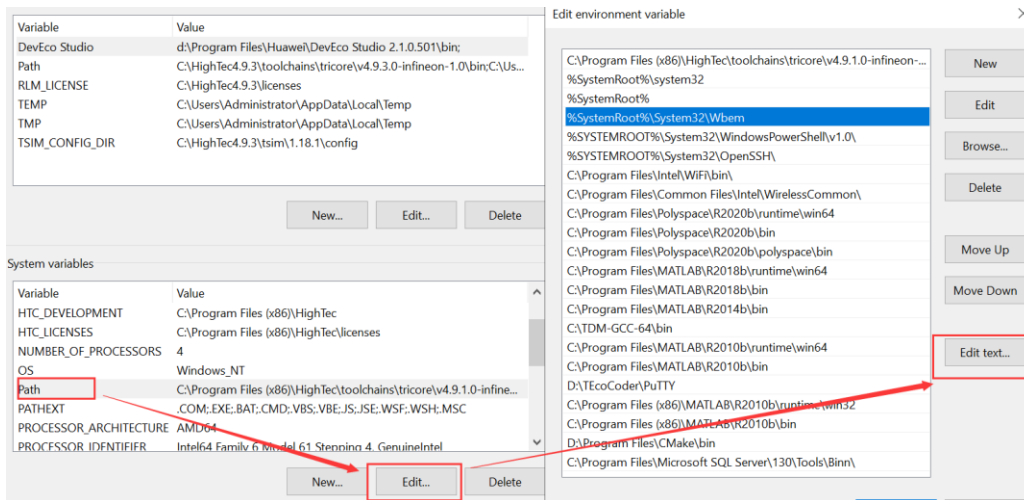 Variable Value
DevEco Studio d:\Program Files\Huawei\DevEco Studio 2.1.0.501\bin;
Path C:\HighTec4.9.3\toolchains\tricore\v4.9.3.0-infineon-1.0\bin;C:\Us...
RLM_LICENSE C:\HighTec4.9.3\licenses
TEMP C:\Users\Administrator\AppData\Local\Temp
TMP C:\Users\Administrator\AppData\Local\Temp
TSIM_CONFIG_DIR C:\HighTec4.9.3\tsim\1.18.1\config
New... Edit... Delete
System variables
Variable Value
HTC_DEVELOPMENT C:\Program Files (x86)\HighTec
HTC_LICENSES C:\Program Files (x86)\HighTec\licenses
NUMBER_OF_PROCESSORS 4
OS Windows_NT
Path C:\Program Files (x86)\HighTec\toolchains\tricore\v4.9.1.0-infine...
PATHEXT .COM;.EXE;.BAT;.CMD;.VBS;.VBE;.JS;.JSE;.WSF;.WSH;.MSC
PROCESSOR_ARCHITECTURE AMD64
PROCESSOR_IDENTIFIER Intel64 Family 6 Model 61 Stepping 4, GenuineIntel
New... Edit... Delete
Edit environment variable
C:\Program Files (x86)\HighTec\toolchains\tricore\v4.9.1.0-infineon-...
%SystemRoot%\system32
%SystemRoot%
%SystemRoot%\System32\Wbem
%SYSTEMROOT%\System32\WindowsPowerShell\v1.0\
%SYSTEMROOT%\System32\OpenSSH\
C:\Program Files\Intel\WiFi\bin\
C:\Program Files\Common Files\Intel\WirelessCommon\
C:\Program Files\Polyspace\R2020b\runtime\win64
C:\Program Files\Polyspace\R2020b\bin
C:\Program Files\Polyspace\R2020b\polyspace\bin
C:\Program Files\MATLAB\R2018b\runtime\win64
C:\Program Files\MATLAB\R2018b\bin
C:\Program Files\MATLAB\R2014b\bin
C:\TDM-GCC-64\bin
C:\Program Files\MATLAB\R2010b\runtime\win64
C:\Program Files\MATLAB\R2010b\bin
D:\TEcoCoder\PuTTY
C:\Program Files (x86)\MATLAB\R2010b\runtime\win32
C:\Program Files (x86)\MATLAB\R2010b\bin
D:\Program Files\CMake\bin
C:\Program Files\Microsoft SQL Server\130\Tools\Binn\
New
Edit
Browse...
Delete
Move Up
Move Down
Edit text...